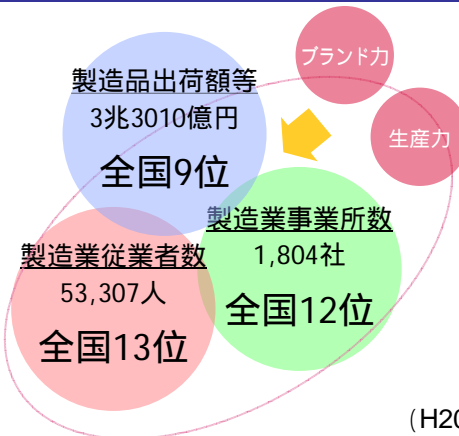 ブランド力
生産力
製造品出荷額等
3兆3010億円
全国9位
製造業事業所数
1,804社
全国12位
製造業従業者数
53,307人
全国13位
(H20